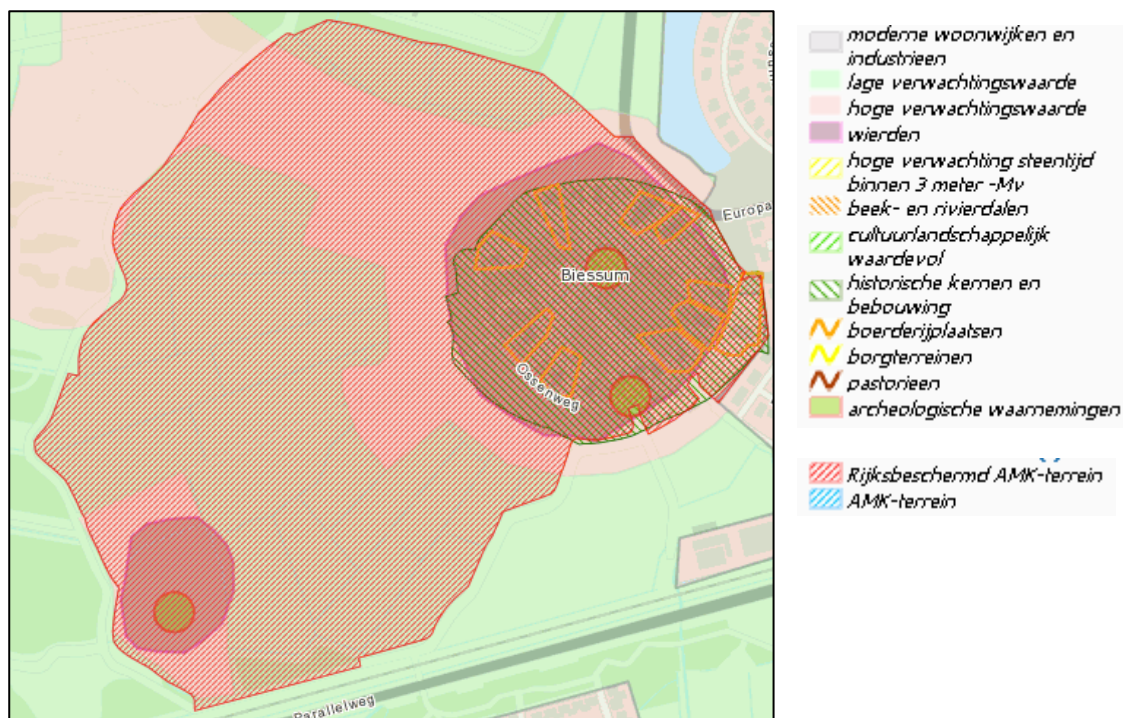 moderne woonwijken en
industrieen
lage verwachtingswaarde
hoge verwachtingswaarde
wierden
hoge verwachting steentijd
binnen 3 meter -Mv
beek- en rivierdalen
cultuurlandschappelijk
waardevol
historische kernen en
bebouwing
boerderijplaatsen
borgterreinen
pastorieen
archeologische waarnemingen
Rijksbeschermd AMK-terrein
AMK-terrein
Europa
Biessum
Ossenweg
Parallelweg